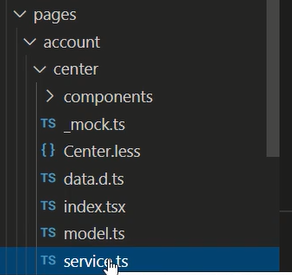 pages
account
center
components
TS _mock.ts
{ } Center.less
TS data.d.ts
TS index.tsx
TS model.ts
TS service.ts